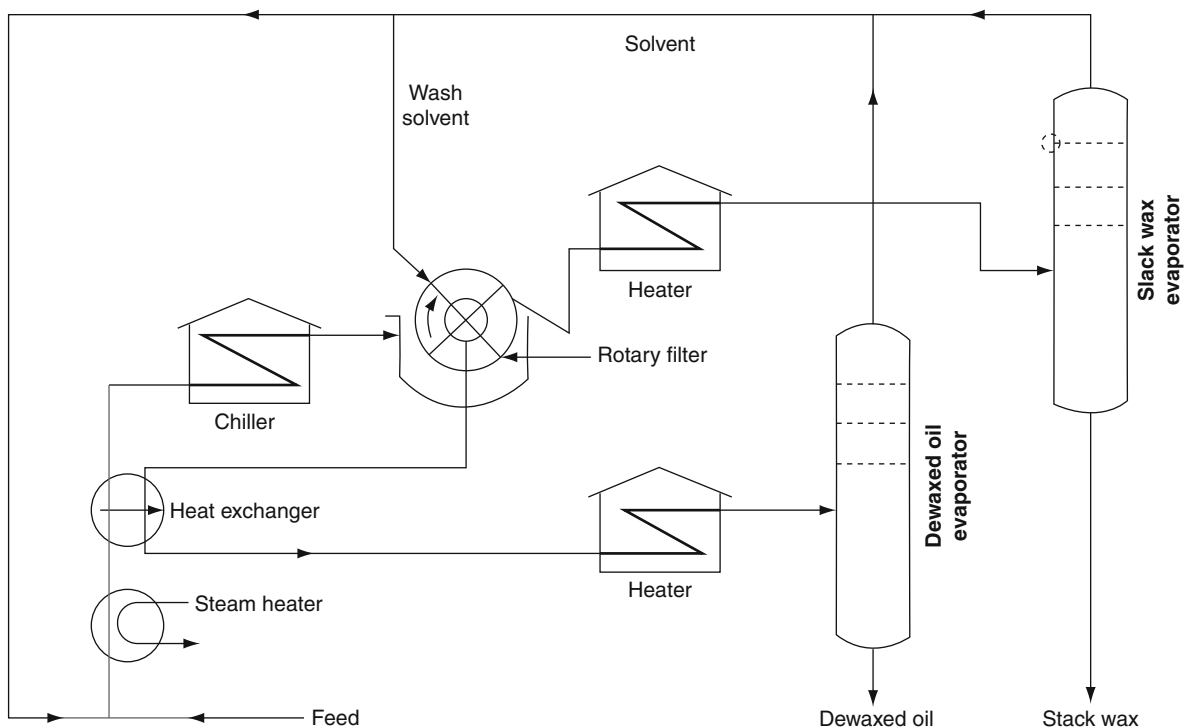 Solvent
Wash
solvent
Heater
Slack wax
evaporator
Rotary filter
Chiller
Dewaxed oil
evaporator
Heat exchanger
Heater
Steam heater
Feed
Dewaxed oil
Stack wax